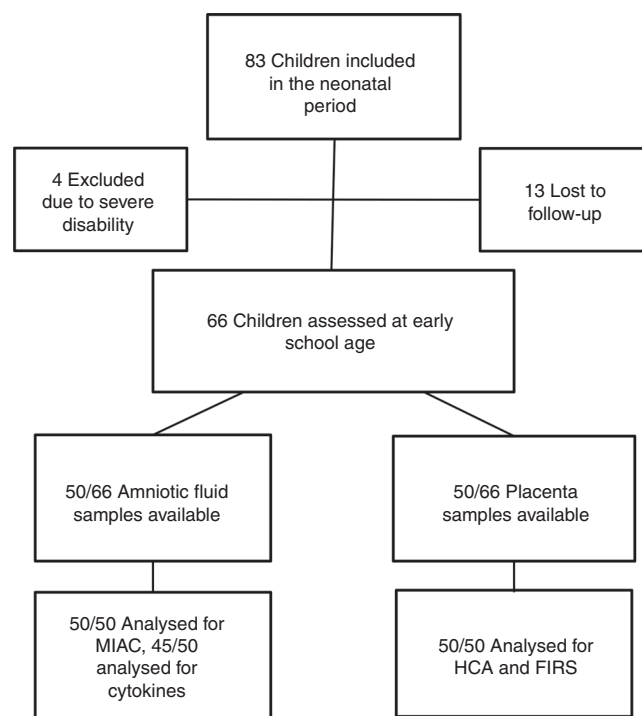 83 Children included
in the neonatal
period
4 Excluded
due to severe
disability
13 Lost to
follow-up
66 Children assessed at early
school age
50/66 Amniotic fluid
samples available
50/66 Placenta
samples available
50/50 Analysed for
MIAC, 45/50
analysed for
cytokines
50/50 Analysed for
HCA and FIRS